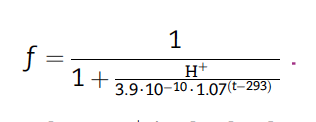 f = 1 / (1 + H⁺ / (3.9·10⁻¹⁰·1.07^(t−293))) .